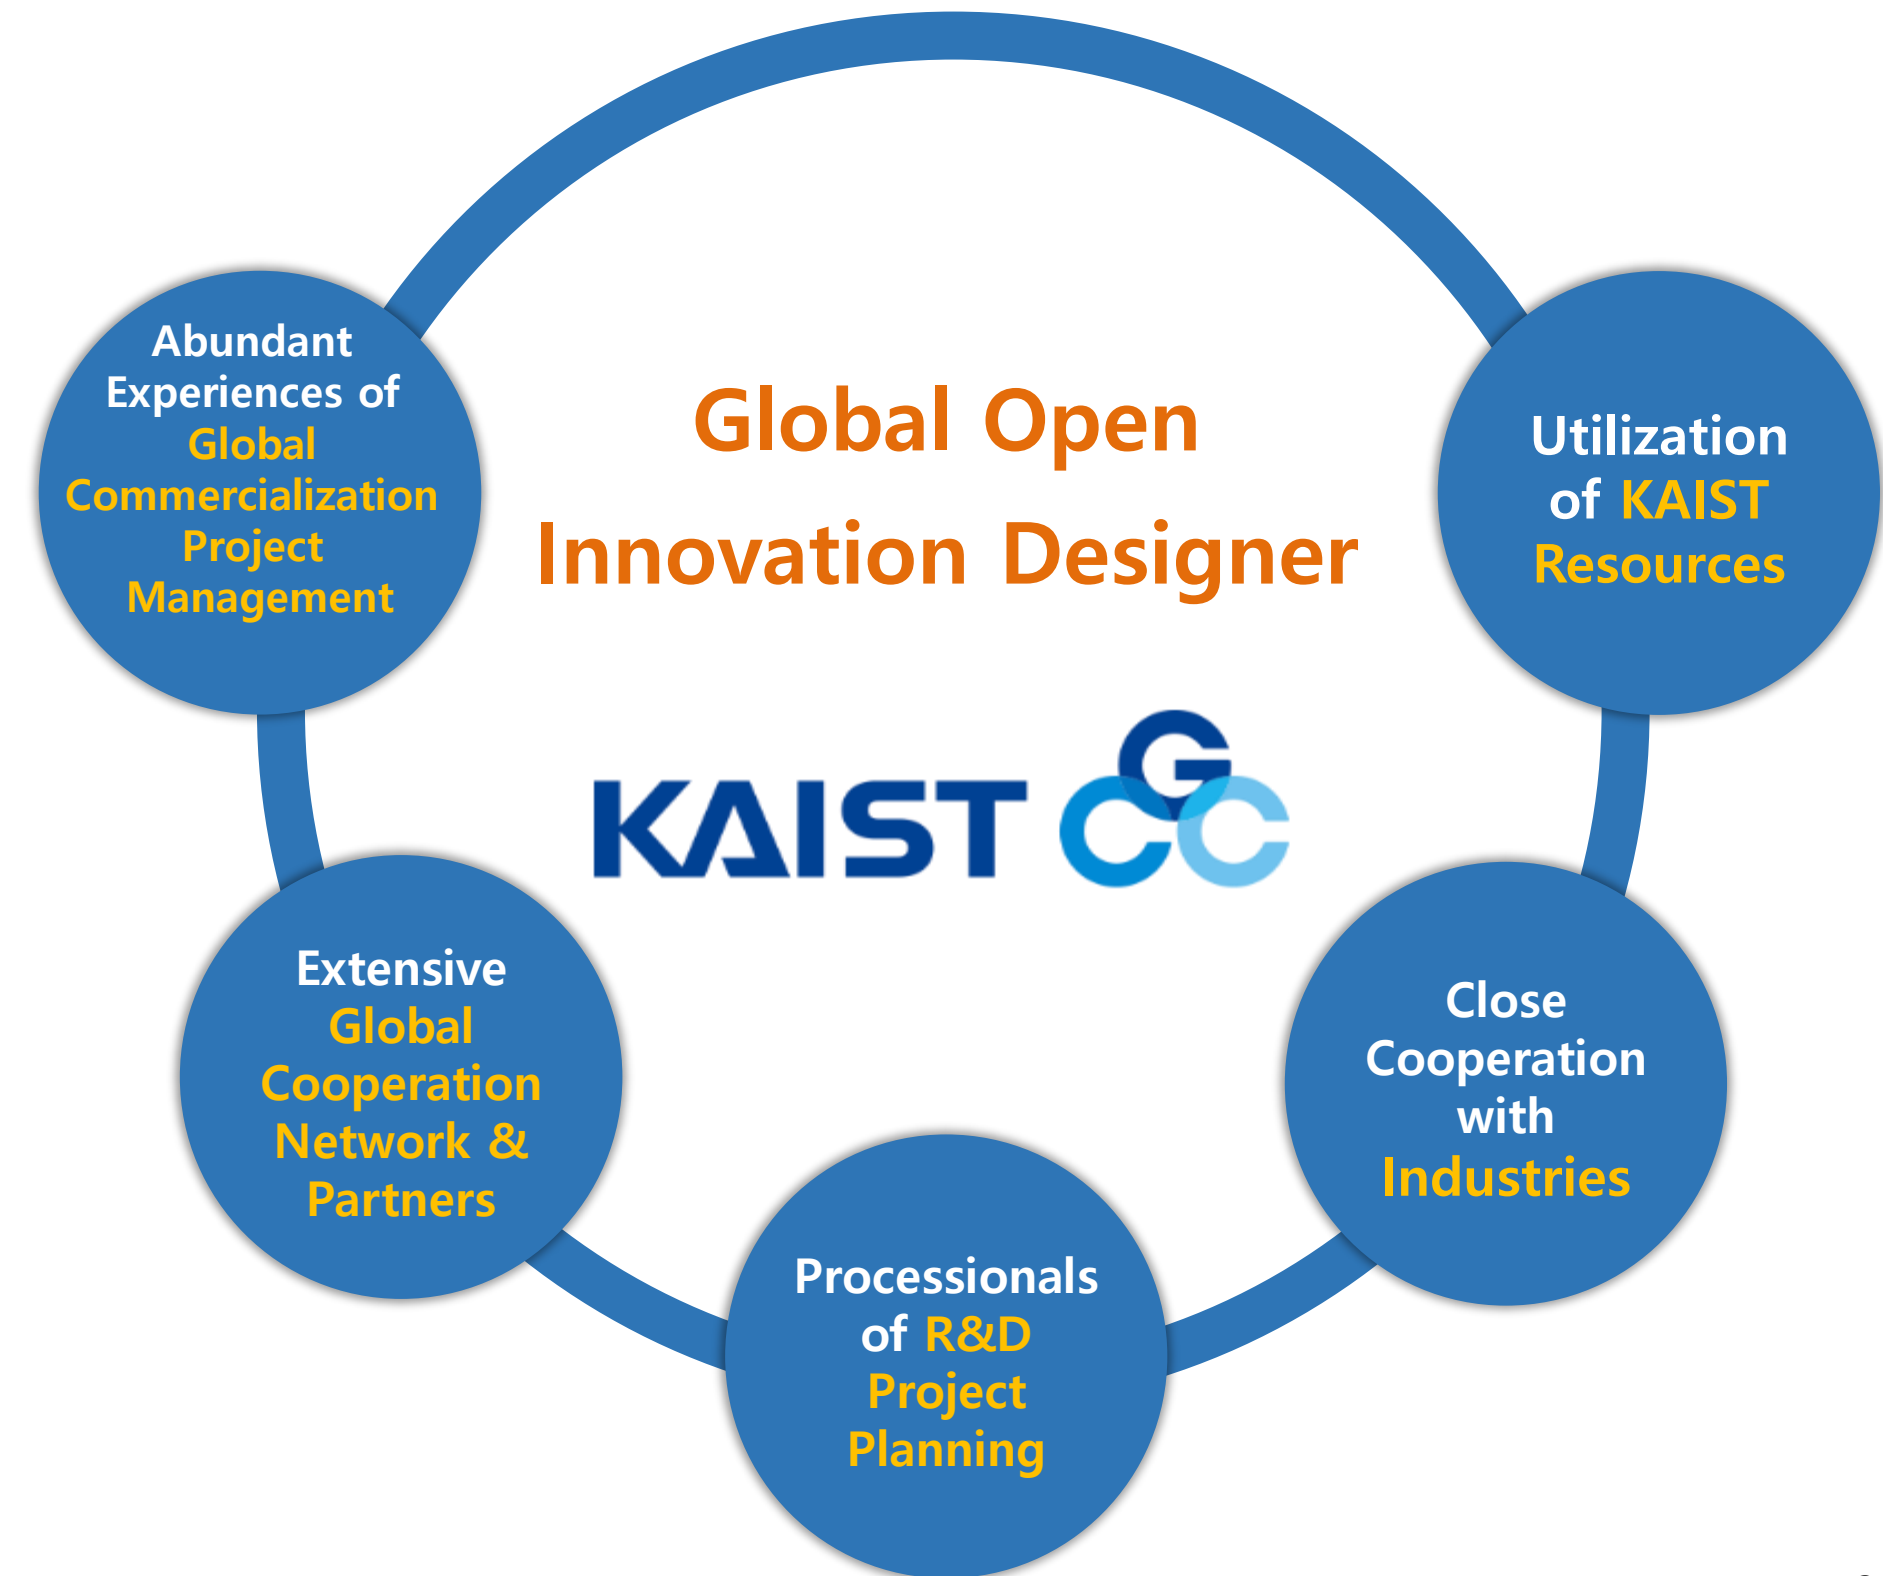 Global Open
Innovation Designer
KAIST GCC
Abundant
Experiences of
Global
Commercialization
Project
Management
Utilization
of KAIST
Resources
Extensive
Global
Cooperation
Network &
Partners
Close
Cooperation
with
Industries
Processionals
of R&D
Project
Planning